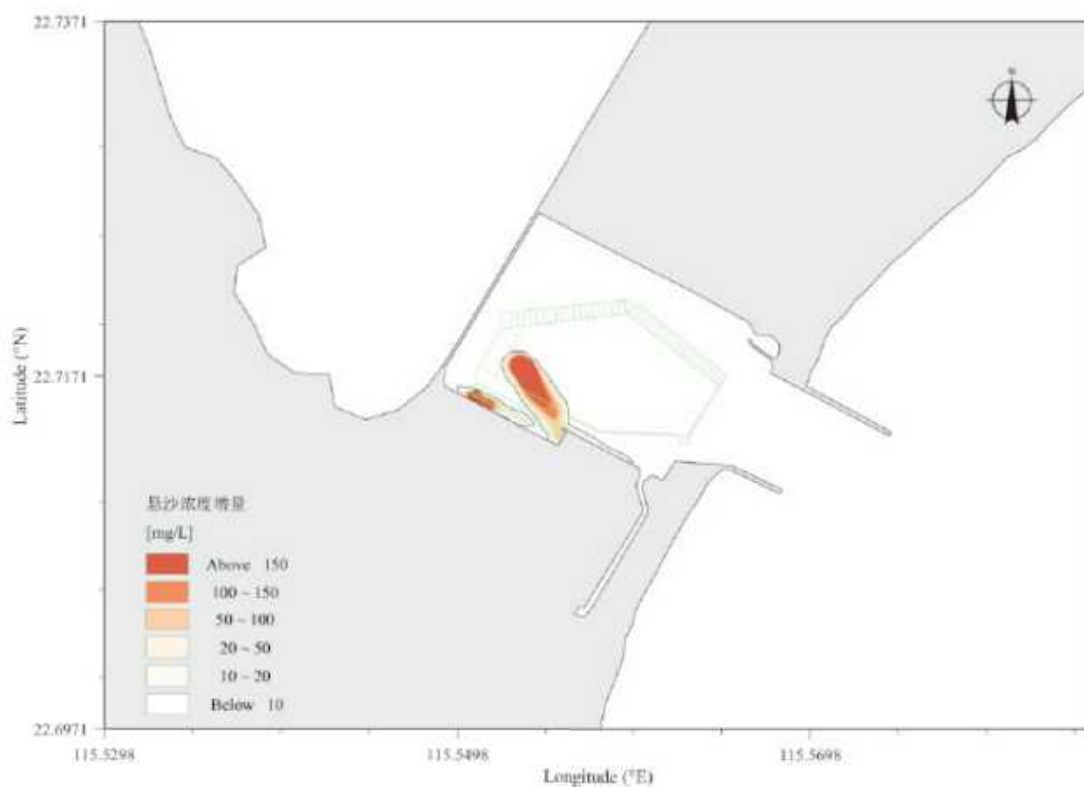 22.7371
N
22.7171
Latitude (°N)
悬沙浓度增量
[mg/L]
Above 150
100 ~ 150
50 ~ 100
20 ~ 50
10 ~ 20
Below 10
22.6971
115.5298
115.5498
115.5698
Longitude (°E)